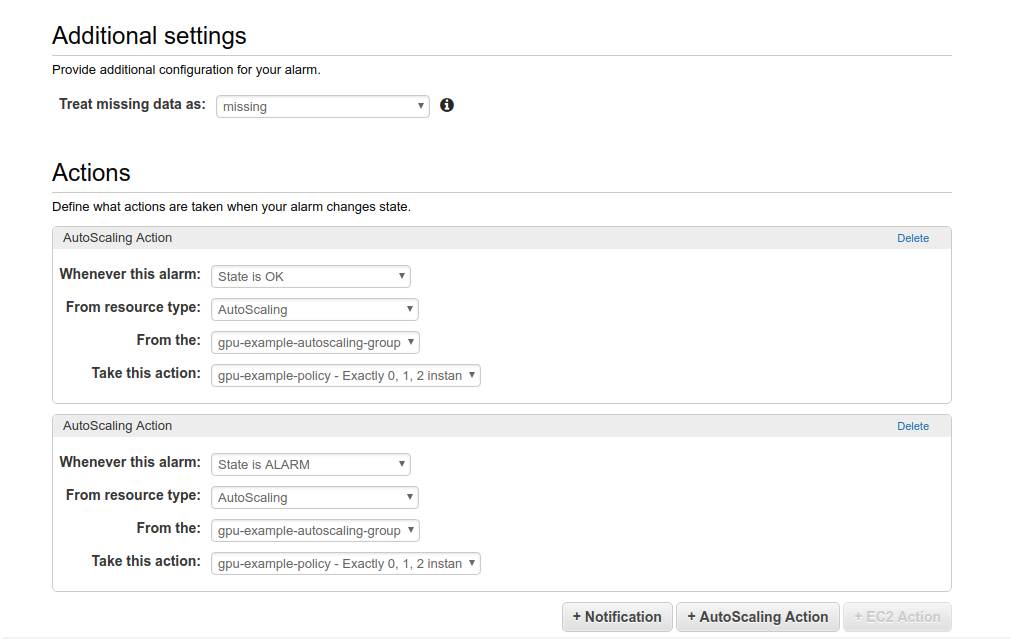 Additional settings
Provide additional configuration for your alarm.
Treat missing data as: missing
Actions
Define what actions are taken when your alarm changes state.
AutoScaling Action Delete
Whenever this alarm: State is OK
From resource type: AutoScaling
From the: gpu-example-autoscaling-group
Take this action: gpu-example-policy - Exactly 0, 1, 2 instan
AutoScaling Action Delete
Whenever this alarm: State is ALARM
From resource type: AutoScaling
From the: gpu-example-autoscaling-group
Take this action: gpu-example-policy - Exactly 0, 1, 2 instan
+ Notification + AutoScaling Action + EC2 Action